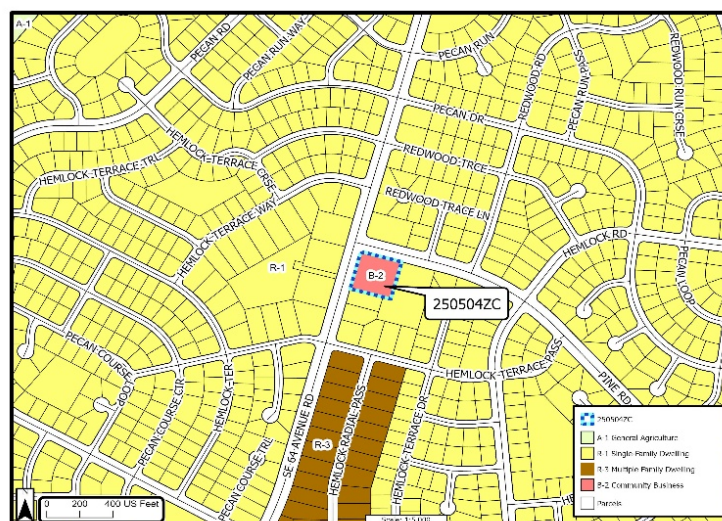 A-1
PECAN RD
PECAN RUN WAY
PECAN RUN
REDWOOD RD
PECAN RUN PASS
REDWOOD RUN CRSE
PECAN DR
HEMLOCK-TERRACE TRL
HEMLOCK-TERRACE CRSE
REDWOOD TRCE
HEMLOCK-TERRACE WAY
REDWOOD TRACE LN
HEMLOCK RD
R-1
B-2
PECAN LOOP
250504ZC
PECAN COURSE
LOOP
PECAN COURSE CIR
HEMLOCK-TER
HEMLOCK-TERRACE PASS
PINE RD
PECAN COURSE TRL
SE 64 AVENUE RD
R-3
HEMLOCK RADIAL PASS
HEMLOCK-TERRACE DR
250504ZC
A-1 General Agriculture
R-1 Single Family Dwelling
R-3 Multiple Family Dwelling
B-2 Community Business
Parcels
N
0 200 400 US Feet